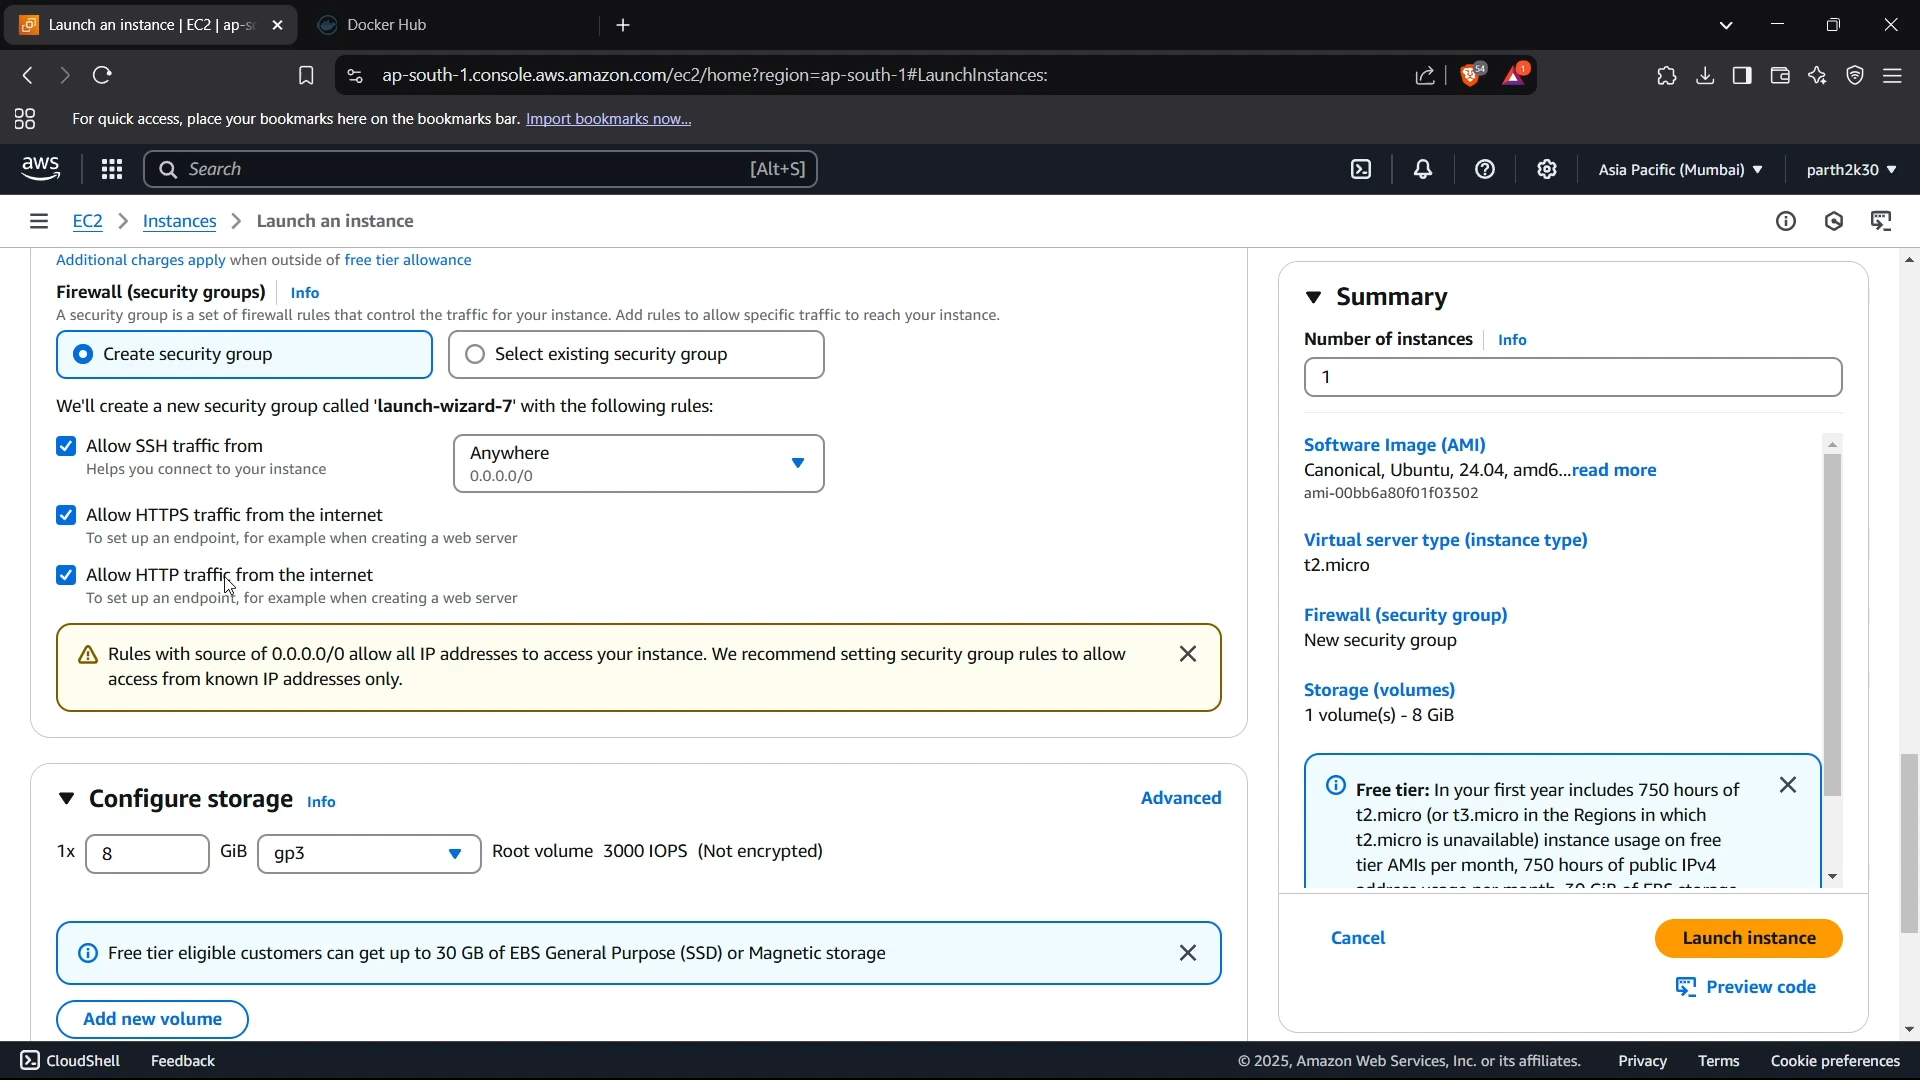 Launch an instance | EC2 | ap-s
Docker Hub
ap-south-1.console.aws.amazon.com/ec2/home?region=ap-south-1#LaunchInstances:
54
1
For quick access, place your bookmarks here on the bookmarks bar. Import bookmarks now...
aws
Search
[Alt+S]
Asia Pacific (Mumbai)
parth2k30
EC2
Instances
Launch an instance
Additional charges apply when outside of free tier allowance
Firewall (security groups)
Info
A security group is a set of firewall rules that control the traffic for your instance. Add rules to allow specific traffic to reach your instance.
Create security group
Select existing security group
We'll create a new security group called 'launch-wizard-7' with the following rules:
Allow SSH traffic from
Helps you connect to your instance
Anywhere
0.0.0.0/0
Allow HTTPS traffic from the internet
To set up an endpoint, for example when creating a web server
Allow HTTP traffic from the internet
To set up an endpoint, for example when creating a web server
Rules with source of 0.0.0.0/0 allow all IP addresses to access your instance. We recommend setting security group rules to allow
access from known IP addresses only.
Configure storage
Info
Advanced
1x
8
GiB
gp3
Root volume 3000 IOPS (Not encrypted)
Free tier eligible customers can get up to 30 GB of EBS General Purpose (SSD) or Magnetic storage
Add new volume
Summary
Number of instances
Info
1
Software Image (AMI)
Canonical, Ubuntu, 24.04, amd6...read more
ami-00bb6a80f01f03502
Virtual server type (instance type)
t2.micro
Firewall (security group)
New security group
Storage (volumes)
1 volume(s) - 8 GiB
Free tier: In your first year includes 750 hours of
t2.micro (or t3.micro in the Regions in which
t2.micro is unavailable) instance usage on free
tier AMIs per month, 750 hours of public IPv4
Cancel
Launch instance
Preview code
CloudShell
Feedback
© 2025, Amazon Web Services, Inc. or its affiliates.
Privacy
Terms
Cookie preferences